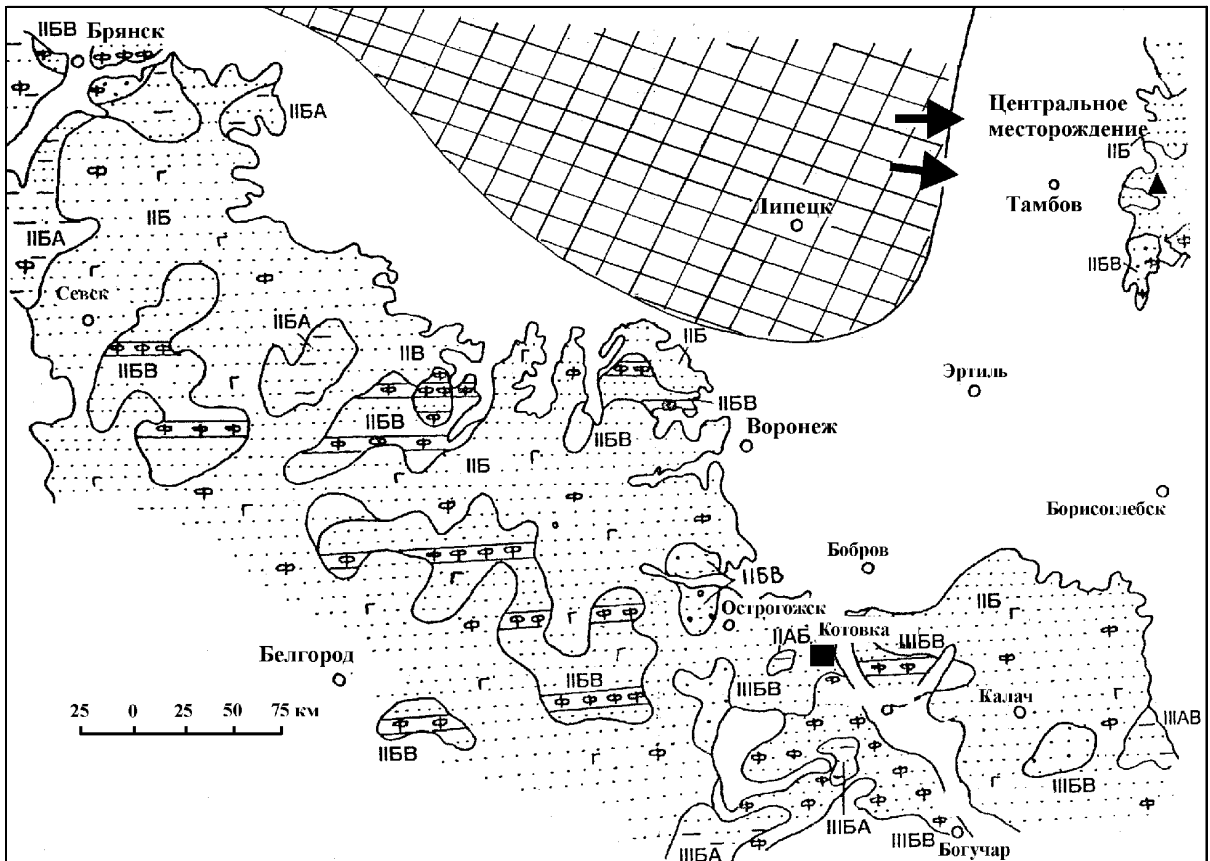 IIБВ
Брянск
IIБА
Центральное
месторождение
IIБ
Липецк
Тамбов
г
IIБ
г
IIБА
г
IIБВ
Севск
IIБА
IIВ
г
IIБ
IIБВ
г
Эртиль
IIБВ
IIБВ
IIБВ
Воронеж
г
IIБ
г
г
г
г
г
Борисоглебск
Бобров
г
IIБВ
г
г
IIБ
г
Острогожск
IIАБ
Котовка
IIIБВ
г
г
Белгород
г
IIБВ
IIIБВ
Калач
г
25 0 25 50 75 км
IIIАВ
IIБВ
г
г
IIIБВ
IIIБА
IIIБВ
IIIБА
Богучар